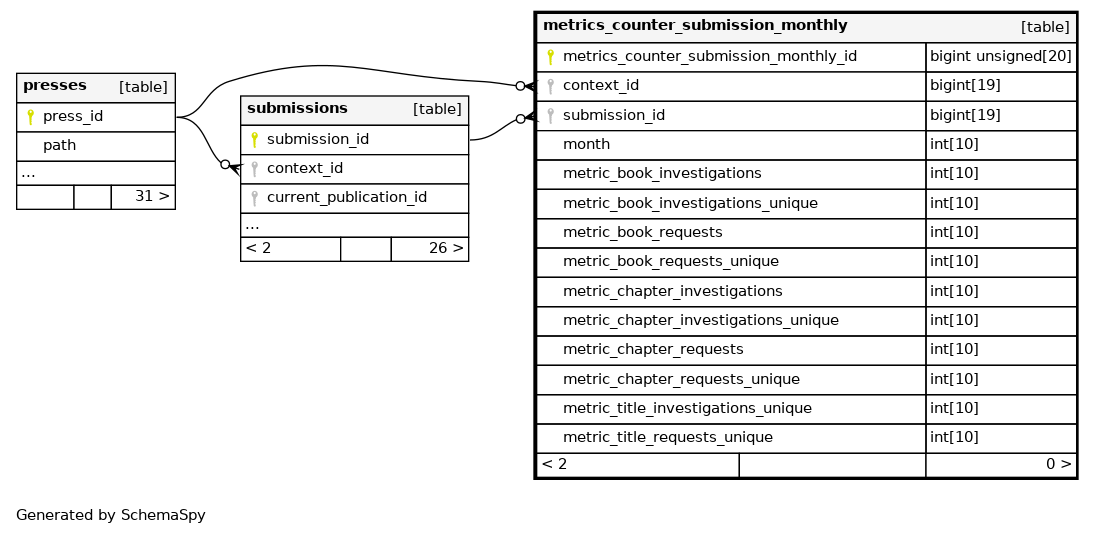 presses [table]
press_id
path
...
31 >
submissions [table]
submission_id
context_id
current_publication_id
...
< 2 26 >
metrics_counter_submission_monthly [table]
metrics_counter_submission_monthly_id bigint unsigned[20]
context_id bigint[19]
submission_id bigint[19]
month int[10]
metric_book_investigations int[10]
metric_book_investigations_unique int[10]
metric_book_requests int[10]
metric_book_requests_unique int[10]
metric_chapter_investigations int[10]
metric_chapter_investigations_unique int[10]
metric_chapter_requests int[10]
metric_chapter_requests_unique int[10]
metric_title_investigations_unique int[10]
metric_title_requests_unique int[10]
< 2 0 >
Generated by SchemaSpy